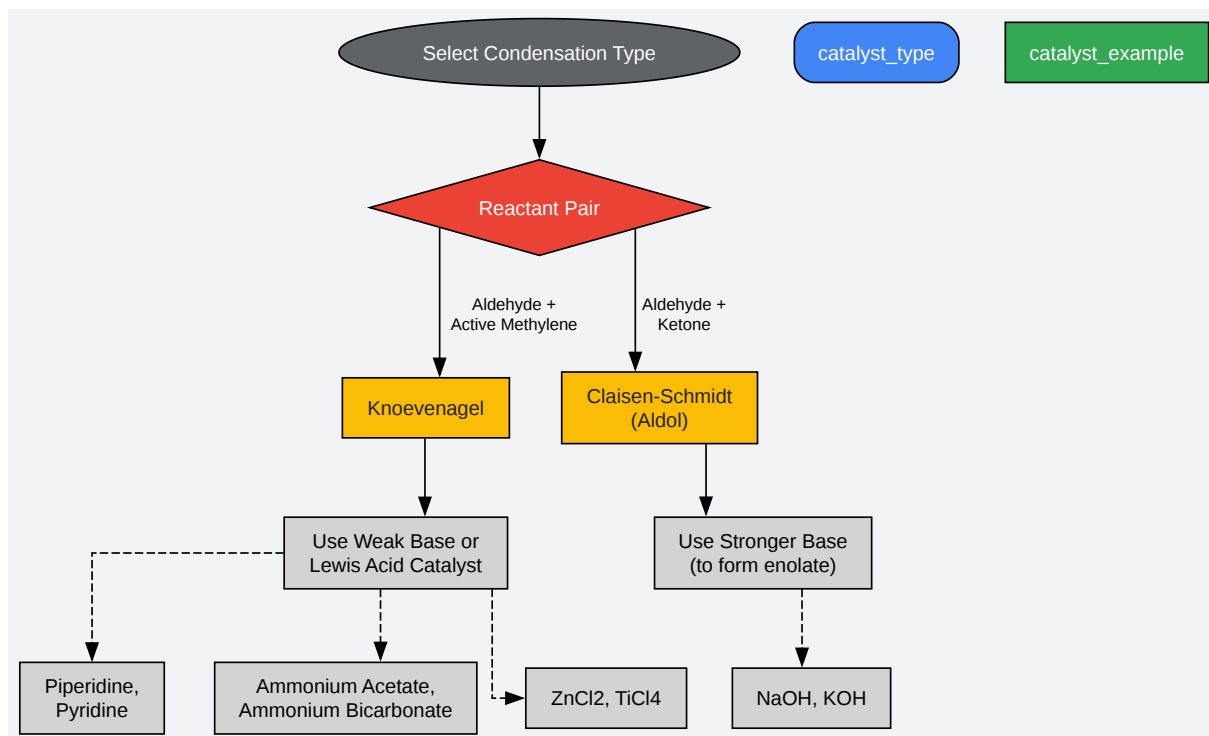 Select Condensation Type
catalyst_type
catalyst_example
Reactant Pair
Aldehyde +
Active Methylene
Aldehyde +
Ketone
Knoevenagel
Claisen-Schmidt
(Aldol)
Use Weak Base or
Lewis Acid Catalyst
Use Stronger Base
(to form enolate)
Piperidine,
Pyridine
Ammonium Acetate,
Ammonium Bicarbonate
ZnCl2, TiCl4
NaOH, KOH